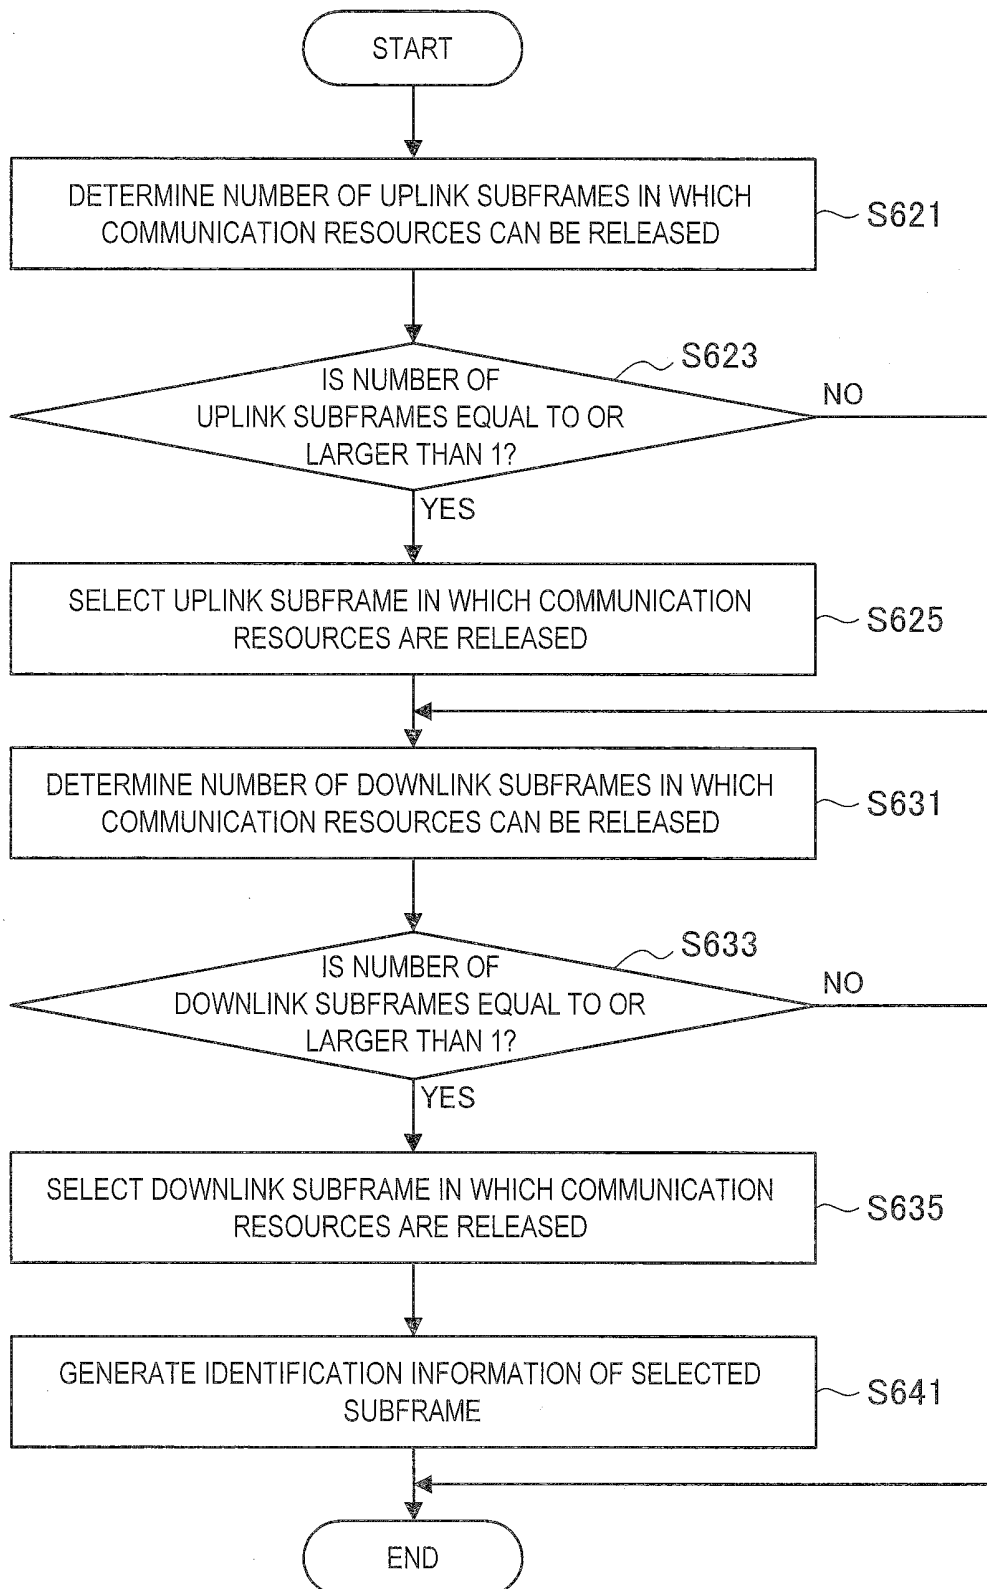 START
DETERMINE NUMBER OF UPLINK SUBFRAMES IN WHICH
COMMUNICATION RESOURCES CAN BE RELEASED
S621
S623
IS NUMBER OF
UPLINK SUBFRAMES EQUAL TO OR
LARGER THAN 1?
NO
YES
SELECT UPLINK SUBFRAME IN WHICH COMMUNICATION
RESOURCES ARE RELEASED
S625
DETERMINE NUMBER OF DOWNLINK SUBFRAMES IN WHICH
COMMUNICATION RESOURCES CAN BE RELEASED
S631
S633
IS NUMBER OF
DOWNLINK SUBFRAMES EQUAL TO OR
LARGER THAN 1?
NO
YES
SELECT DOWNLINK SUBFRAME IN WHICH COMMUNICATION
RESOURCES ARE RELEASED
S635
GENERATE IDENTIFICATION INFORMATION OF SELECTED
SUBFRAME
S641
END